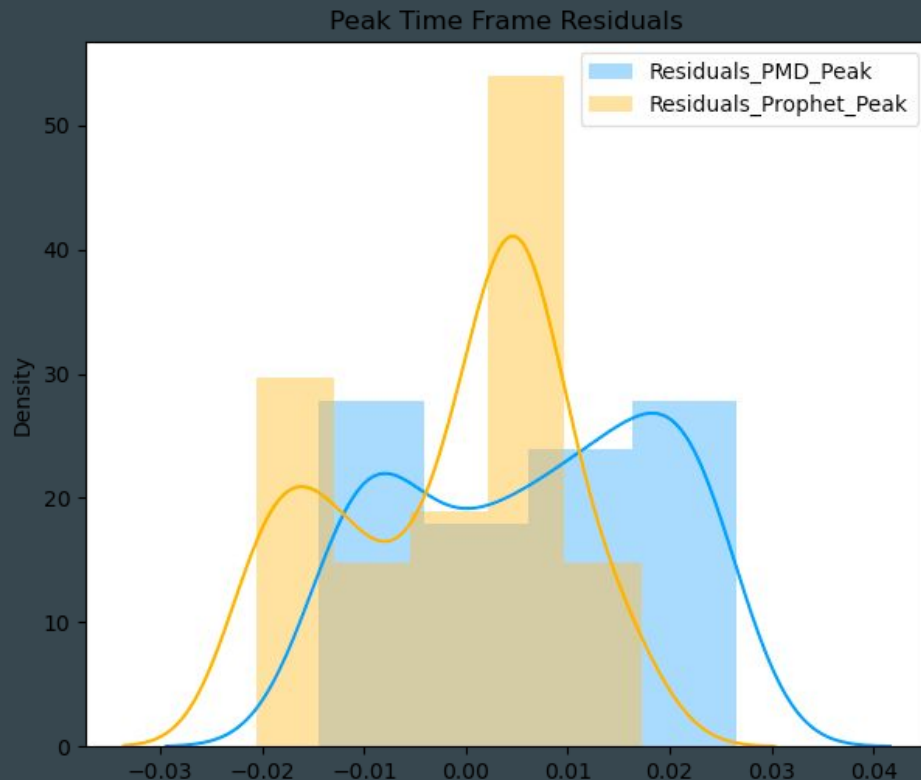 Peak Time Frame Residuals
Residuals_PMD_Peak
Residuals_Prophet_Peak
Density
50
40
30
20
10
0
−0.03 −0.02 −0.01 0.00 0.01 0.02 0.03 0.04